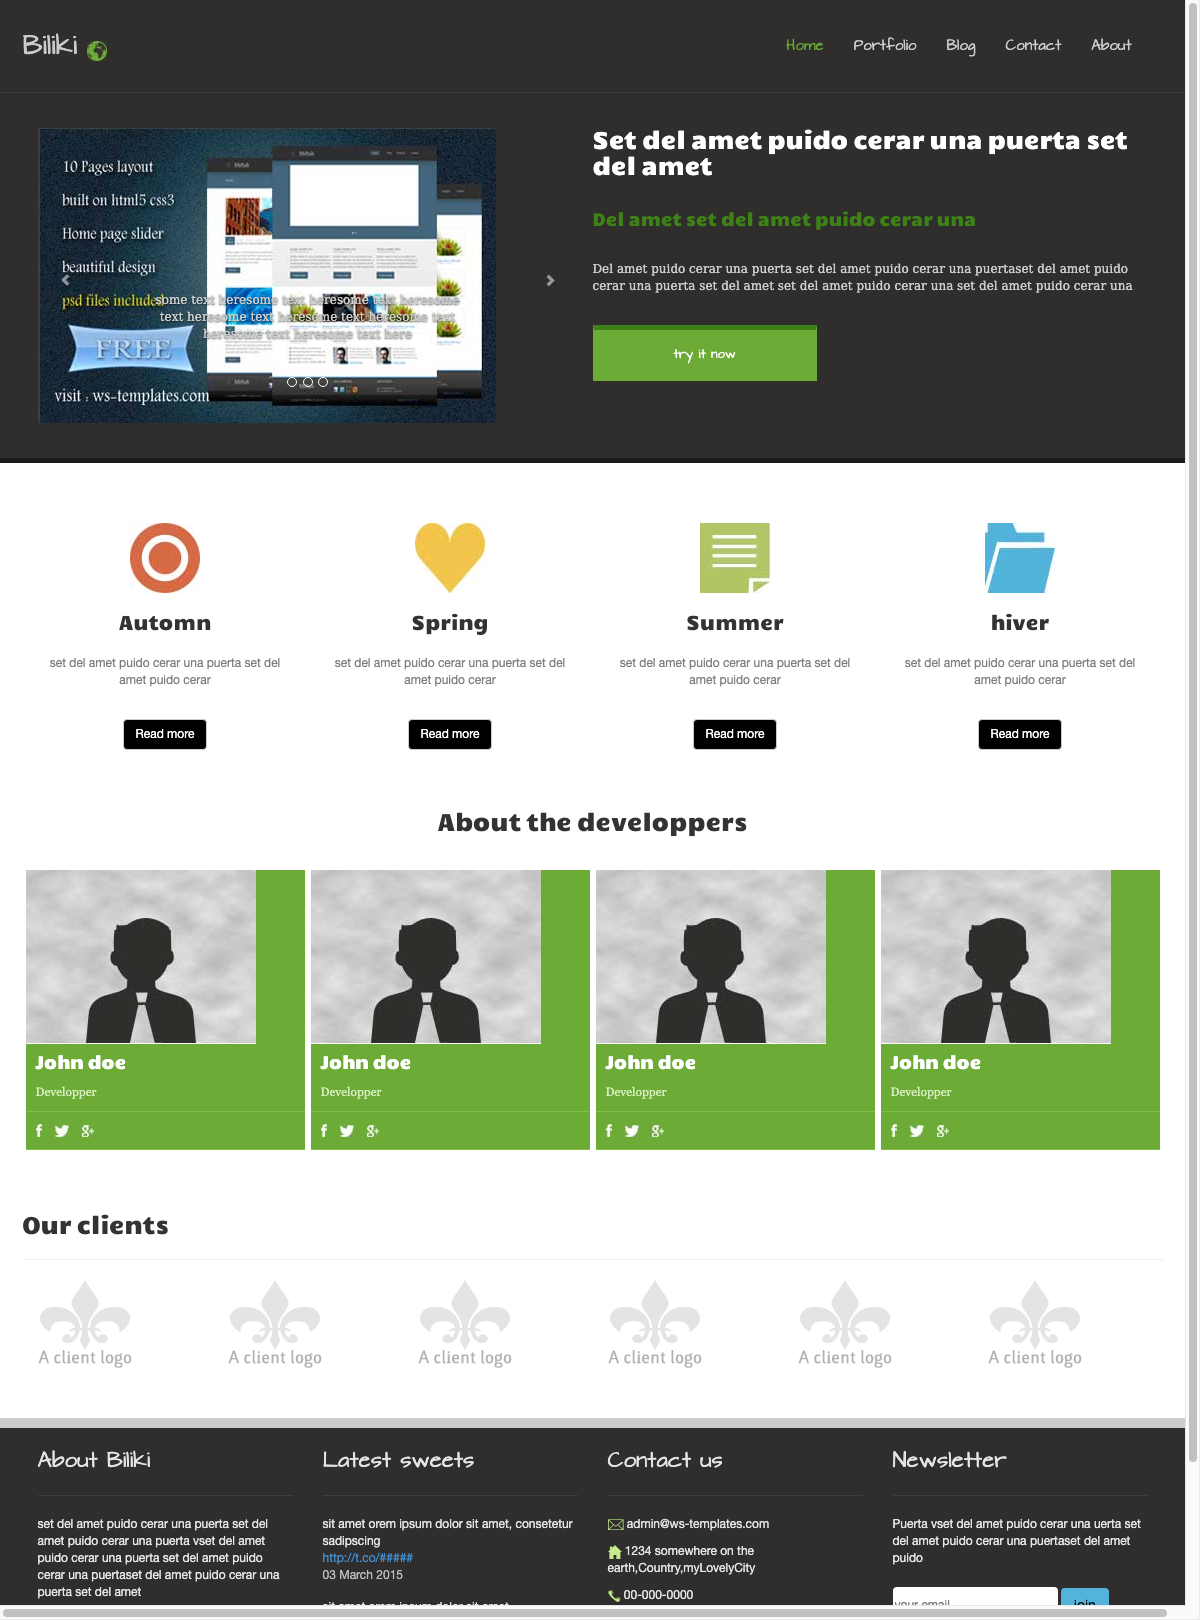 Biliki
Home Portfolio Blog Contact About
10 Pages layout
built on html5 css3
Home page slider
beautiful design
psd files included
some text heresome text heresome text heresome
text heresome text heresome text heresome text
heresome text heresome text here
FREE
visit : ws-templates.com
Set del amet puido cerar una puerta set
del amet
Del amet set del amet puido cerar una
Del amet puido cerar una puerta set del amet puido cerar una puertaset del amet puido
cerar una puerta set del amet set del amet puido cerar una set del amet puido cerar una
try it now
Automn
set del amet puido cerar una puerta set del
amet puido cerar
Read more
Spring
set del amet puido cerar una puerta set del
amet puido cerar
Read more
Summer
set del amet puido cerar una puerta set del
amet puido cerar
Read more
hiver
set del amet puido cerar una puerta set del
amet puido cerar
Read more
About the developpers
John doe
Developper
John doe
Developper
John doe
Developper
John doe
Developper
Our clients
A client logo
A client logo
A client logo
A client logo
A client logo
A client logo
About Biliki
set del amet puido cerar una puerta set del
amet puido cerar una puerta vset del amet
puido cerar una puerta set del amet puido
cerar una puertaset del amet puido cerar una
puerta set del amet
Latest sweets
sit amet orem ipsum dolor sit amet, consetetur
sadipscing
http://t.co/#####
03 March 2015
sit amet orem ipsum dolor sit amet
Contact us
admin@ws-templates.com
1234 somewhere on the
earth,Country,myLovelyCity
00-000-0000
Newsletter
Puerta vset del amet puido cerar una uerta set
del amet puido cerar una puertaset del amet
puido
your email
join